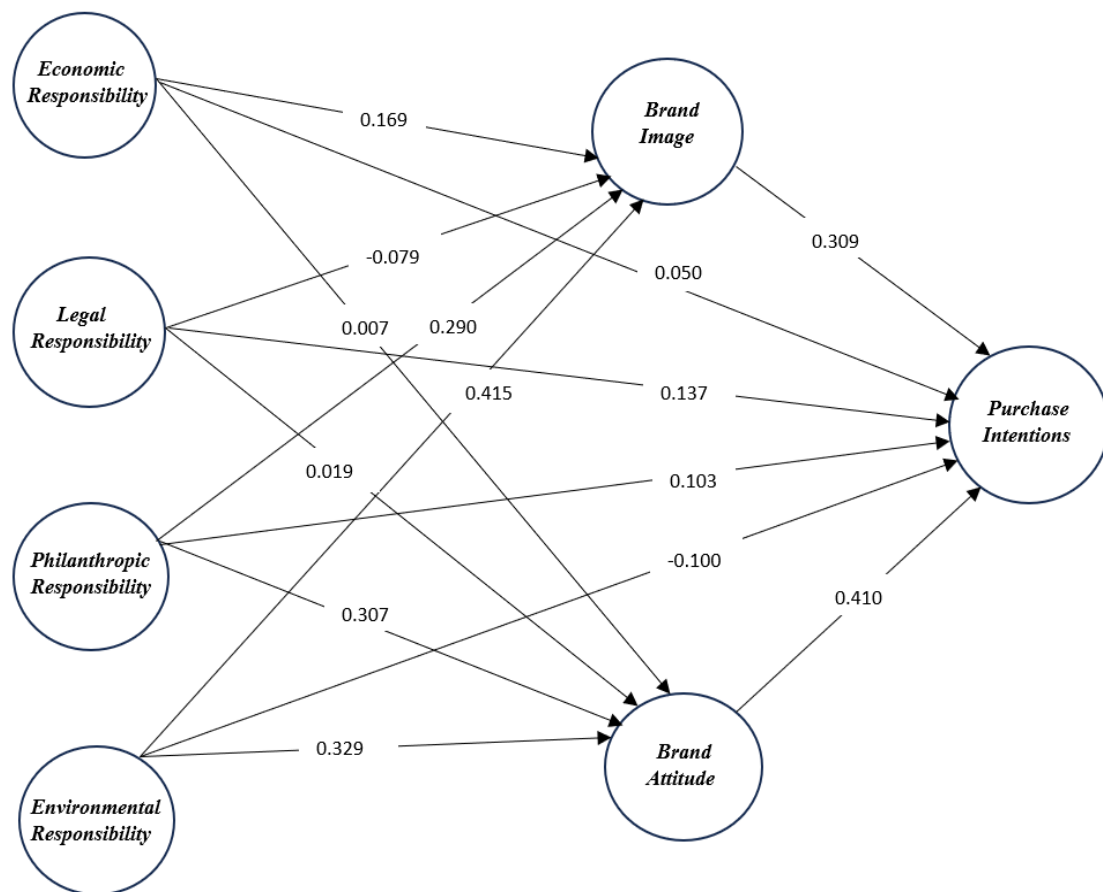 Economic
Responsibility
Brand
Image
0.169
0.309
-0.079
0.050
Legal
Responsibility
0.007
0.290
0.415
0.137
Purchase
Intentions
0.019
0.103
Philanthropic
Responsibility
-0.100
0.307
0.410
0.329
Brand
Attitude
Environmental
Responsibility